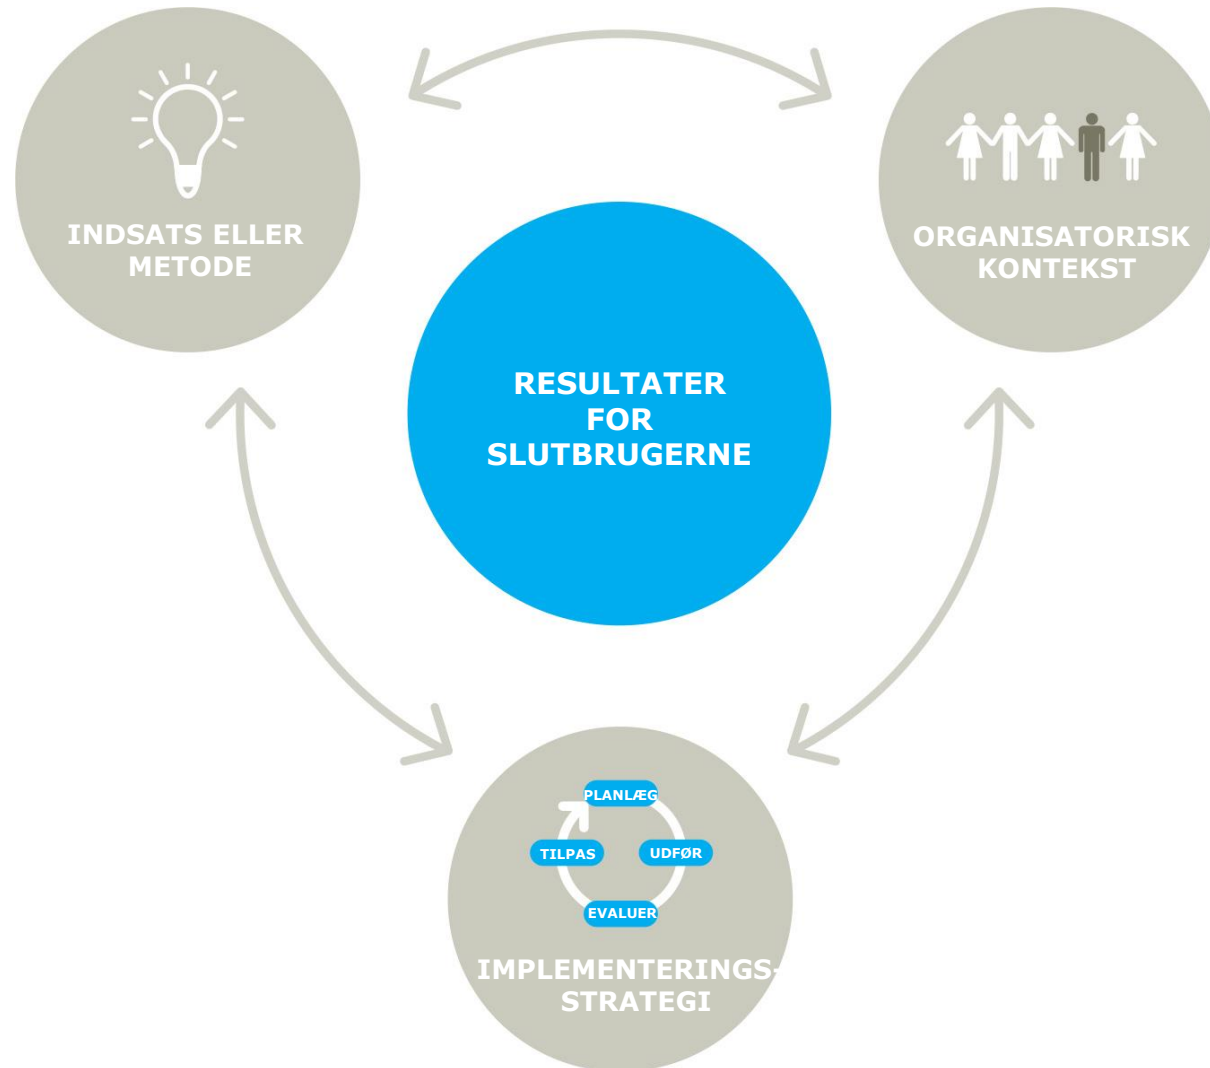 INDSATS ELLER
METODE
ORGANISATORISK
KONTEKST
RESULTATER
FOR
SLUTBRUGERNE
PLANLÆG
TILPAS
UDFØR
EVALUER
IMPLEMENTERINGS-
STRATEGI